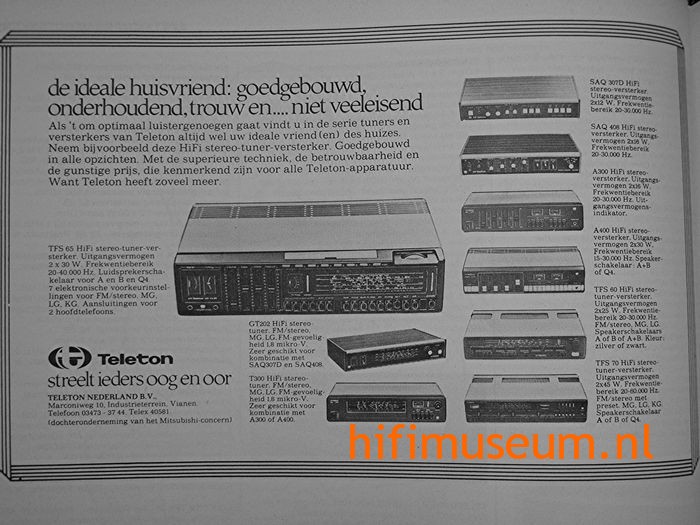 de ideale huisvriend: goedgebouwd,
onderhoudend, trouw en.... niet veeleisend
Als 't om optimaal luistergenoegen gaat vindt u in de serie tuners en
versterkers van Teleton altijd wel uw ideale vriend(en) des huizes.
Neem bijvoorbeeld deze HiFi stereo-tuner-versterker. Goedgebouwd
in alle opzichten. Met de superieure techniek, de betrouwbaarheid en
de gunstige prijs, die kenmerkend zijn voor alle Teleton-apparatuur.
Want Teleton heeft zoveel meer.
TFS 65 HiFi stereo-tuner-ver-
sterker. Uitgangsvermogen
2 x 30 W. Frekwentiebereik
20-40.000 Hz. Luidsprekerscha-
kelaar voor A en B en Q4.
7 elektronische voorkeurinstel-
lingen voor FM/stereo. MG,
LG, KG. Aansluitingen voor
2 hoofdtelefoons.
Teleton
streelt ieders oog en oor
TELETON NEDERLAND B.V.,
Marconiweg 10, Industrieterrein, Vianen.
Telefoon 03473 - 37 44. Telex 40581.
(dochteronderneming van het Mitsubishi-concern)
GT202 HiFi stereo-
tuner. FM/stereo,
MG, LG, FM-gevoelig-
heid 1,8 mikro-V.
Zeer geschikt voor
kombinatie met
SAQ307D en SAQ408.
T300 HiFi stereo-
tuner. FM/stereo,
MG, LG, FM-gevoelig-
heid 1,8 mikro-V.
Zeer geschikt voor
kombinatie met
A300 of A400.
SAQ 307D HiFi
stereo-versterker.
Uitgangsvermogen
2x12 W. Frekwentie-
bereik 20-30.000 Hz.
SAQ 408 HiFi stereo-
versterker. Uitgangs-
vermogen 2x18 W.
Frekwentiebereik
20-30.000 Hz.
A300 HiFi stereo-
versterker. Uitgangs-
vermogen 2x16 W.
Frekwentiebereik
20-30.000 Hz. Uit-
gangsvermogens-
indikator.
A400 HiFi stereo-
versterker. Uitgangs-
vermogen 2x30 W.
Frekwentiebereik
15-30.000 Hz. Speaker-
schakelaar: A+B
of Q4.
TFS 60 HiFi stereo-
tuner-versterker.
Uitgangsvermogen
2x25 W. Frekwentie-
bereik 20-30.000 Hz.
FM/stereo, MG, LG.
Speakerschakelaars
A of B of A+B. Kleur:
zilver of zwart.
TFS 70 HiFi stereo-
tuner-versterker.
Uitgangsvermogen
2x45 W. Frekwentie-
bereik 20-30.000 Hz.
FM/stereo met
preset. MG, LG, KG.
Speakerschakelaar
A of B of Q4.
hifimuseum.nl